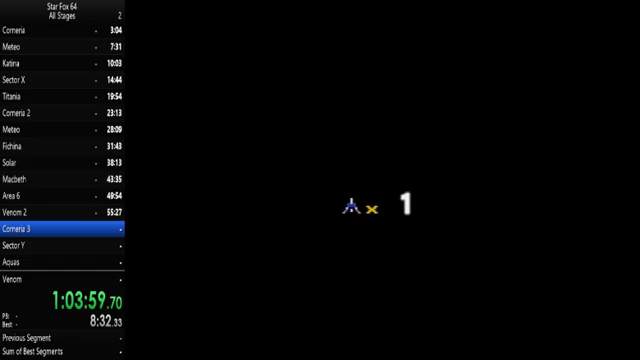 Star Fox 64
All Stages 2
Corneria - 3:04
Meteo - 7:31
Katina - 10:03
Sector X - 14:44
Titania - 19:54
Corneria 2 - 23:13
Meteo - 28:09
Fichina - 31:43
Solar - 38:13
Macbeth - 43:35
Area 6 - 49:54
Venom 2 - 55:27
Corneria 3 -
Sector Y -
Aquas -
Venom -
1:03:59.70
PB: -
Best: - 8:32.33
Previous Segment -
Sum of Best Segments -
x 1